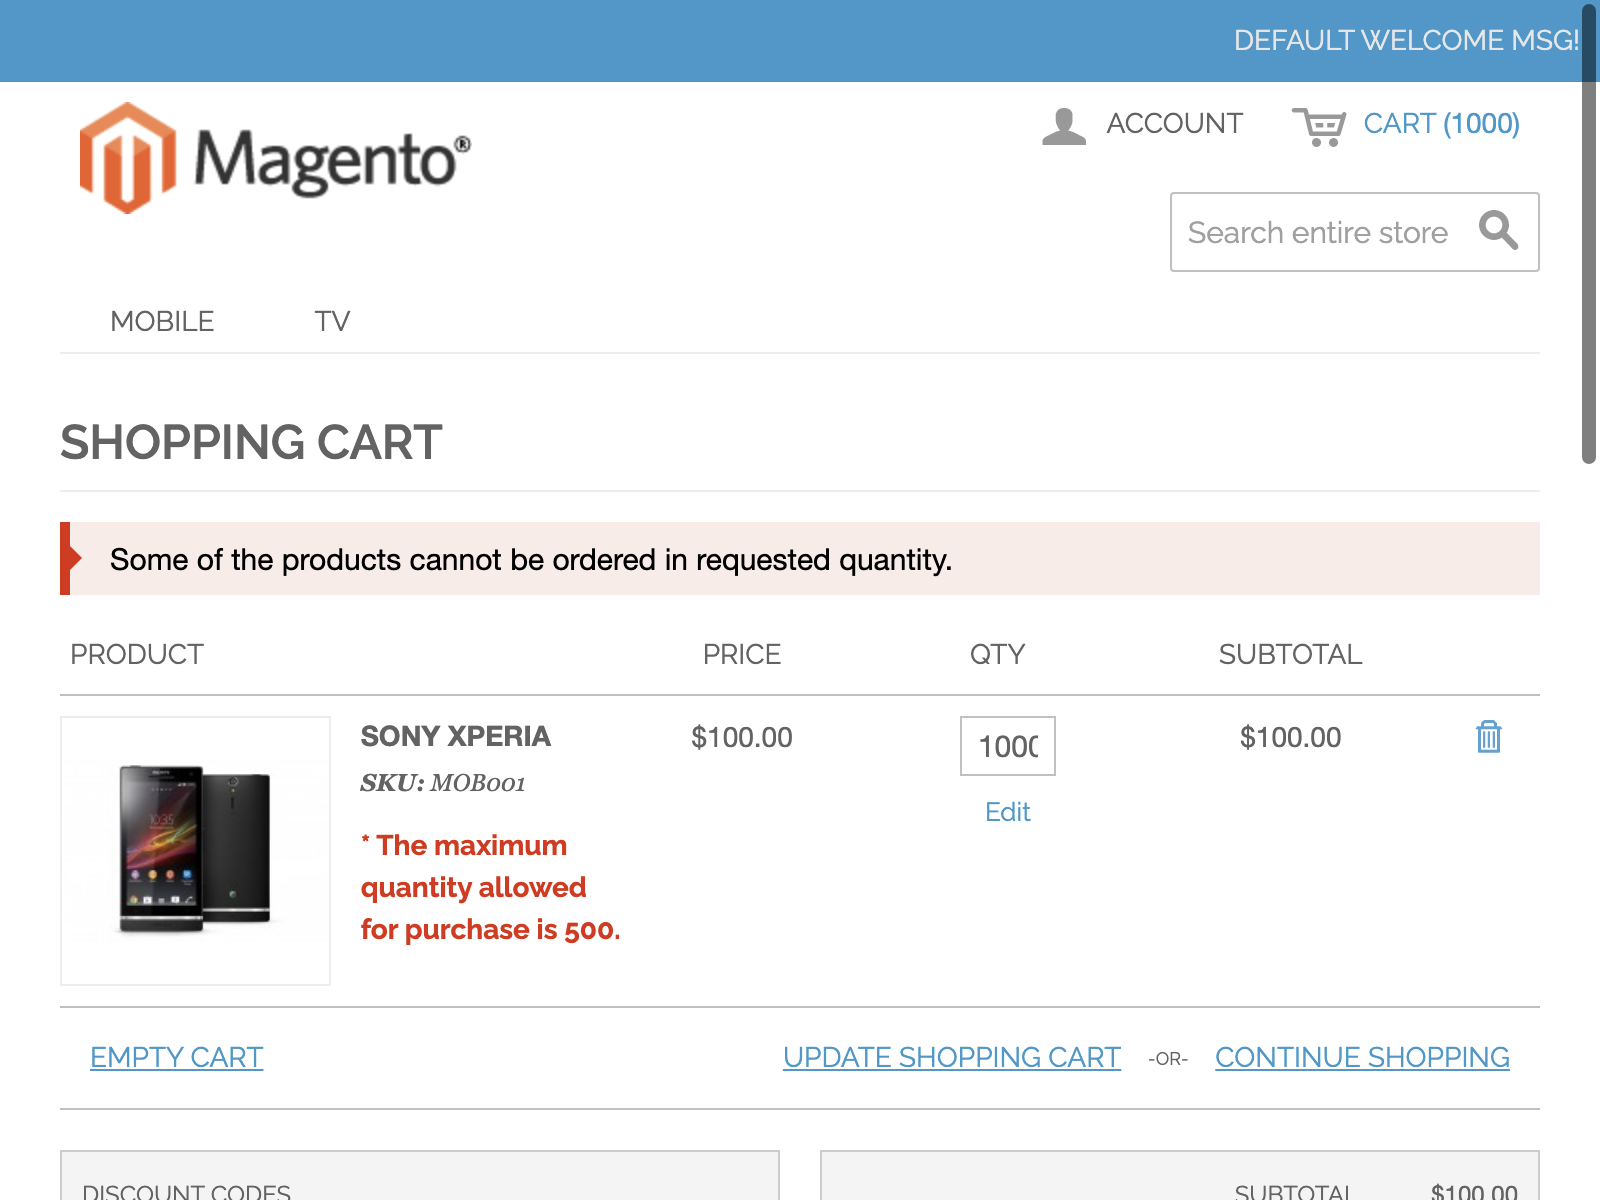 DEFAULT WELCOME MSG!
Magento®
ACCOUNT
CART (1000)
Search entire store
MOBILE
TV
SHOPPING CART
Some of the products cannot be ordered in requested quantity.
PRODUCT PRICE QTY SUBTOTAL
SONY XPERIA $100.00 1000 $100.00
SKU: MOB001
Edit
* The maximum
quantity allowed
for purchase is 500.
EMPTY CART UPDATE SHOPPING CART -OR- CONTINUE SHOPPING
DISCOUNT CODES
SUBTOTAL $100.00